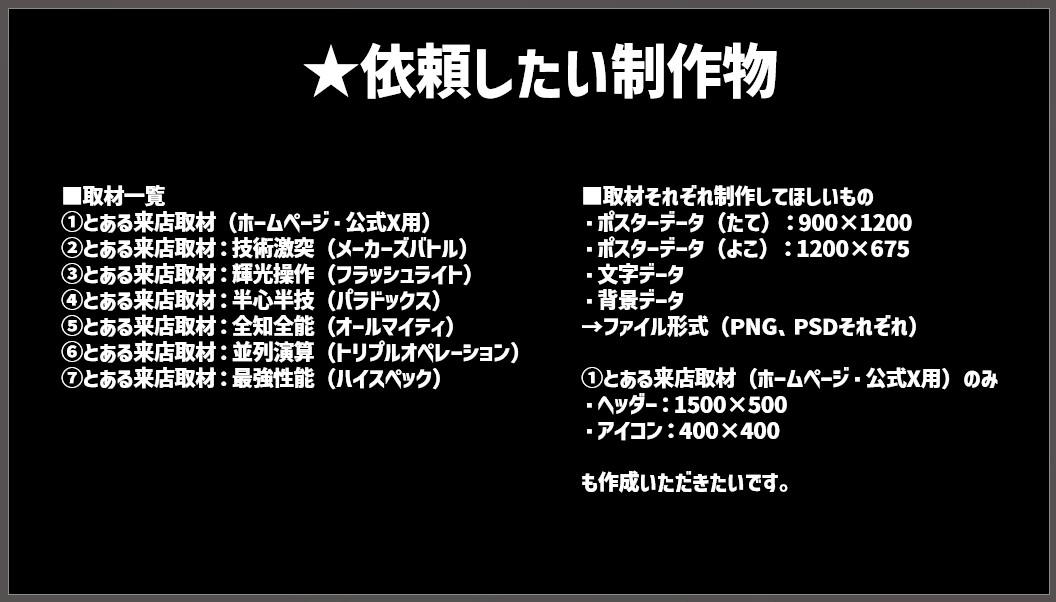 ★依頼したい制作物
■取材一覧
①とある来店取材（ホームページ・公式X用）
②とある来店取材：技術激突（メーカーズバトル）
③とある来店取材：輝光操作（フラッシュライト）
④とある来店取材：半心半技（パラドックス）
⑤とある来店取材：全知全能（オールマイティ）
⑥とある来店取材：並列演算（トリプルオペレーション）
⑦とある来店取材：最強性能（ハイスペック）
■取材それぞれ制作してほしいもの
・ポスターデータ（たて）：900×1200
・ポスターデータ（よこ）：1200×675
・文字データ
・背景データ
→ファイル形式（PNG、PSDそれぞれ）
①とある来店取材（ホームページ・公式X用）のみ
・ヘッダー：1500×500
・アイコン：400×400
も作成いただきたいです。